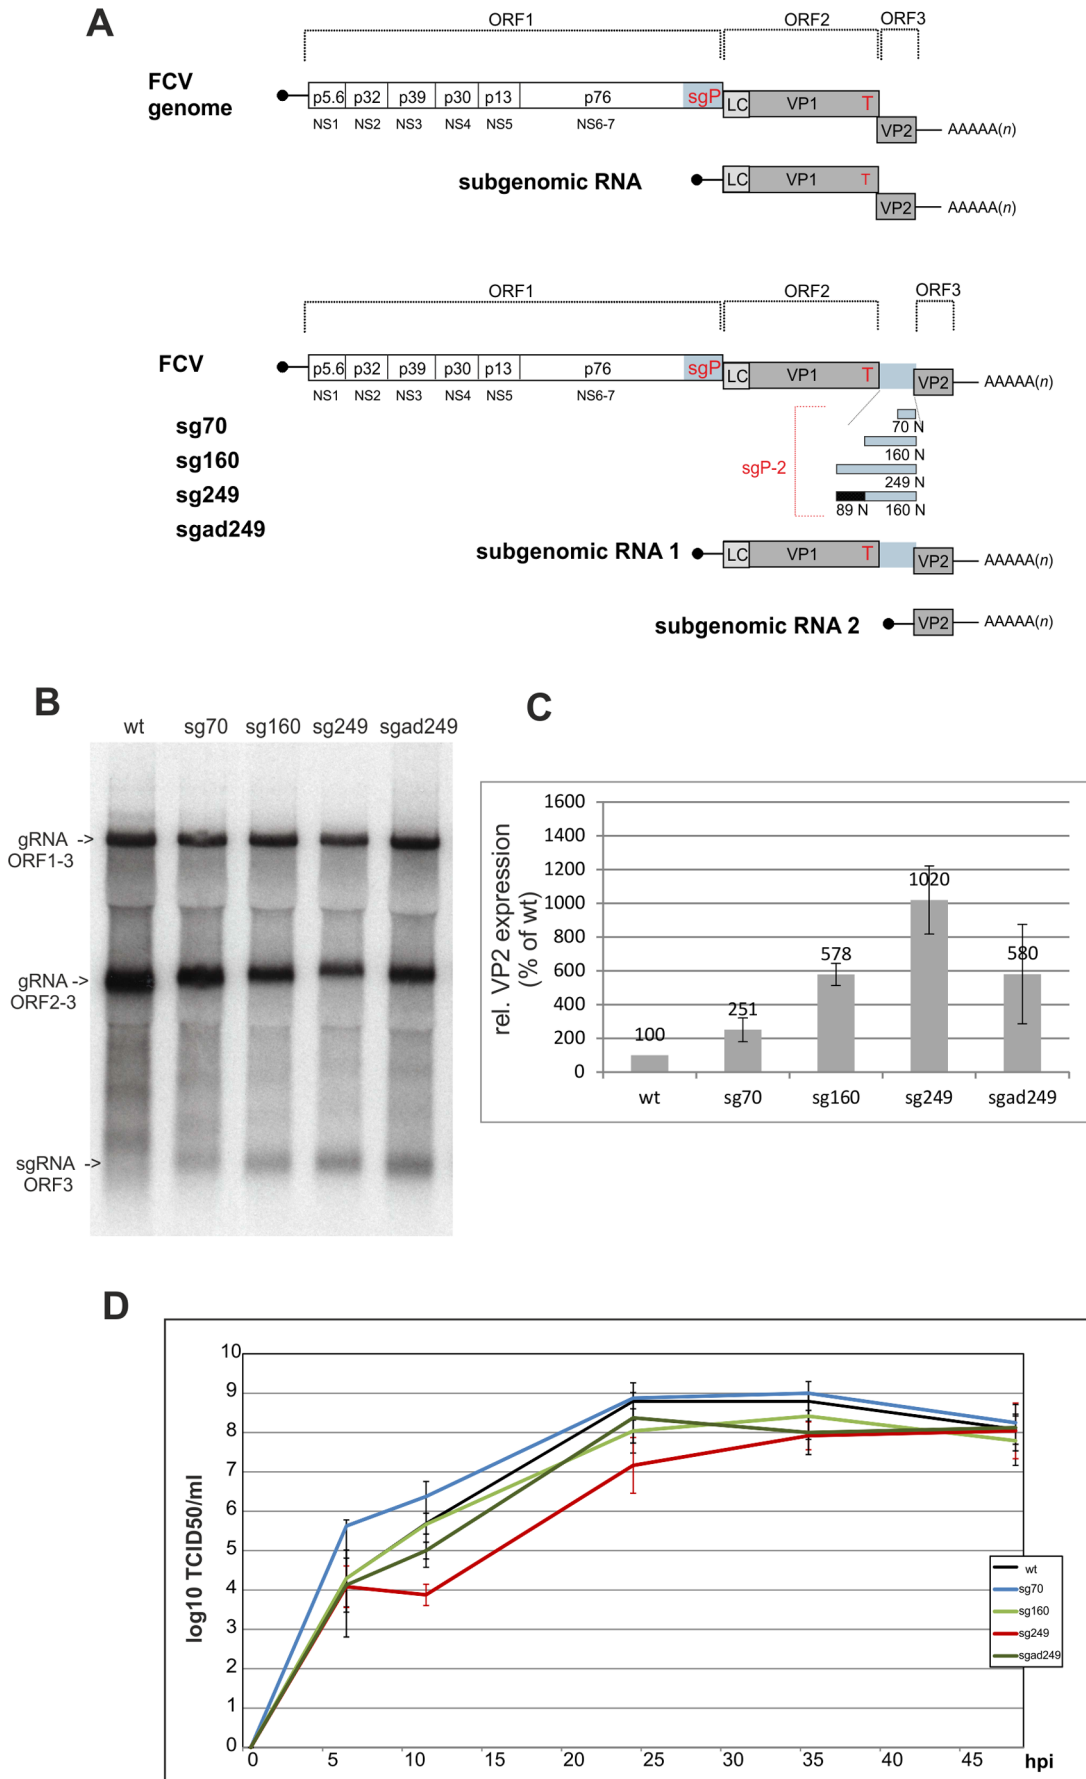 A
ORF1 ORF2 ORF3
FCV
genome
p5.6 p32 p39 p30 p13 p76 sgP LC VP1 T
VP2 AAAAA(n)
NS1 NS2 NS3 NS4 NS5 NS6-7
subgenomic RNA LC VP1 T
VP2 AAAAA(n)
ORF1 ORF2 ORF3
FCV p5.6 p32 p39 p30 p13 p76 sgP LC VP1 T VP2 AAAAA(n)
NS1 NS2 NS3 NS4 NS5 NS6-7
sg70
sg160
sg249
sgad249
sgP-2
70 N
160 N
249 N
89 N 160 N
subgenomic RNA 1 LC VP1 T VP2 AAAAA(n)
subgenomic RNA 2 VP2 AAAAA(n)
B
wt sg70 sg160 sg249 sgad249
gRNA ->
ORF1-3
gRNA ->
ORF2-3
sgRNA ->
ORF3
C
rel. VP2 expression
(% of wt)
1600
1400
1200
1000
800
600
400
200
0
100
251
578
1020
580
wt sg70 sg160 sg249 sgad249
D
log10 TCID50/ml
10
9
8
7
6
5
4
3
2
1
0
0 5 10 15 20 25 30 35 40 45 hpi
wt
sg70
sg160
sg249
sgad249